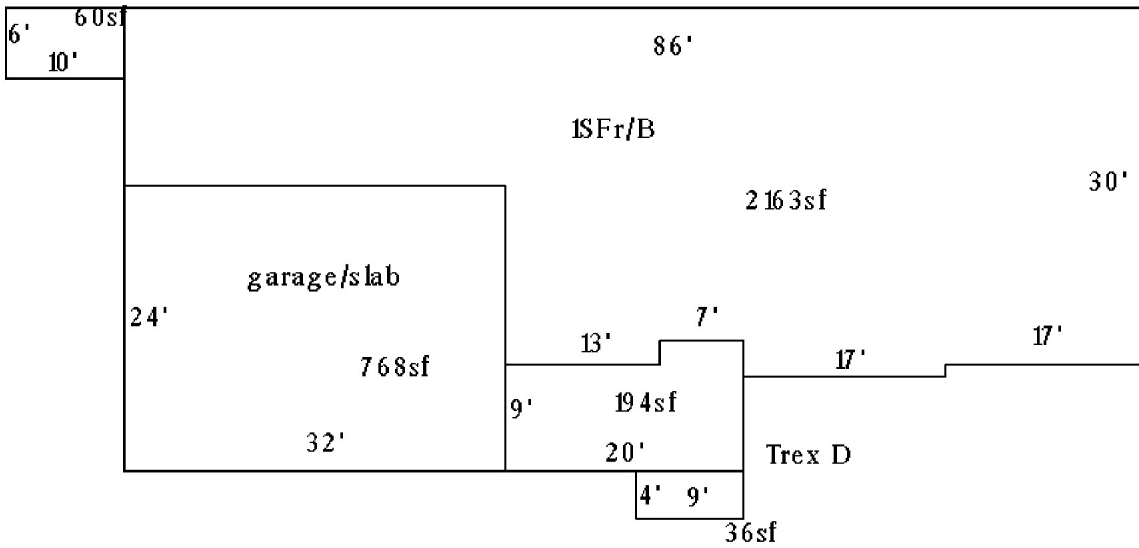 60sf
6'
10'
86'
1SFr/B
30'
2163sf
garage/slab
24'
7'
13'
17'
17'
768sf
9'
194sf
32'
20'
Trex D
4'
9'
36sf